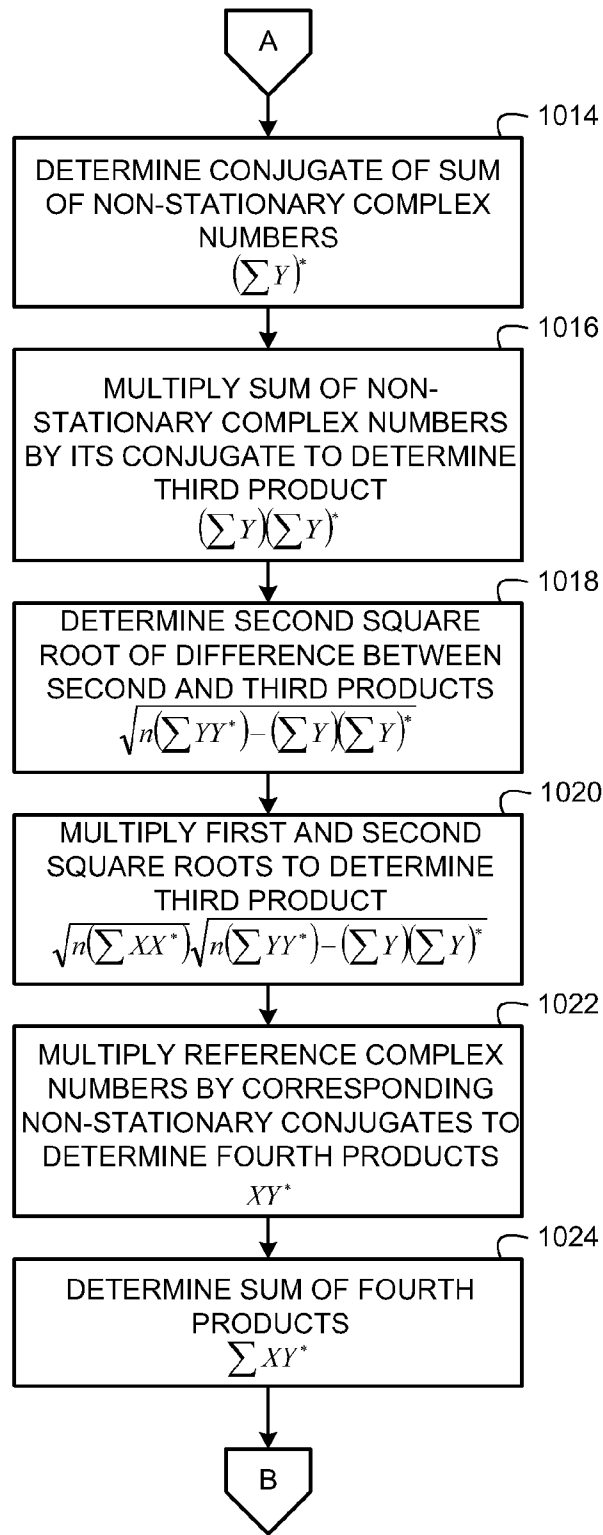 A
1014
DETERMINE CONJUGATE OF SUM
OF NON-STATIONARY COMPLEX
NUMBERS
(∑Y)*
1016
MULTIPLY SUM OF NON-
STATIONARY COMPLEX NUMBERS
BY ITS CONJUGATE TO DETERMINE
THIRD PRODUCT
(∑Y)(∑Y)*
1018
DETERMINE SECOND SQUARE
ROOT OF DIFFERENCE BETWEEN
SECOND AND THIRD PRODUCTS
√n(∑YY*)−(∑Y)(∑Y)*
1020
MULTIPLY FIRST AND SECOND
SQUARE ROOTS TO DETERMINE
THIRD PRODUCT
√n(∑XX*)√n(∑YY*)−(∑Y)(∑Y)*
1022
MULTIPLY REFERENCE COMPLEX
NUMBERS BY CORRESPONDING
NON-STATIONARY CONJUGATES TO
DETERMINE FOURTH PRODUCTS
XY*
1024
DETERMINE SUM OF FOURTH
PRODUCTS
∑XY*
B